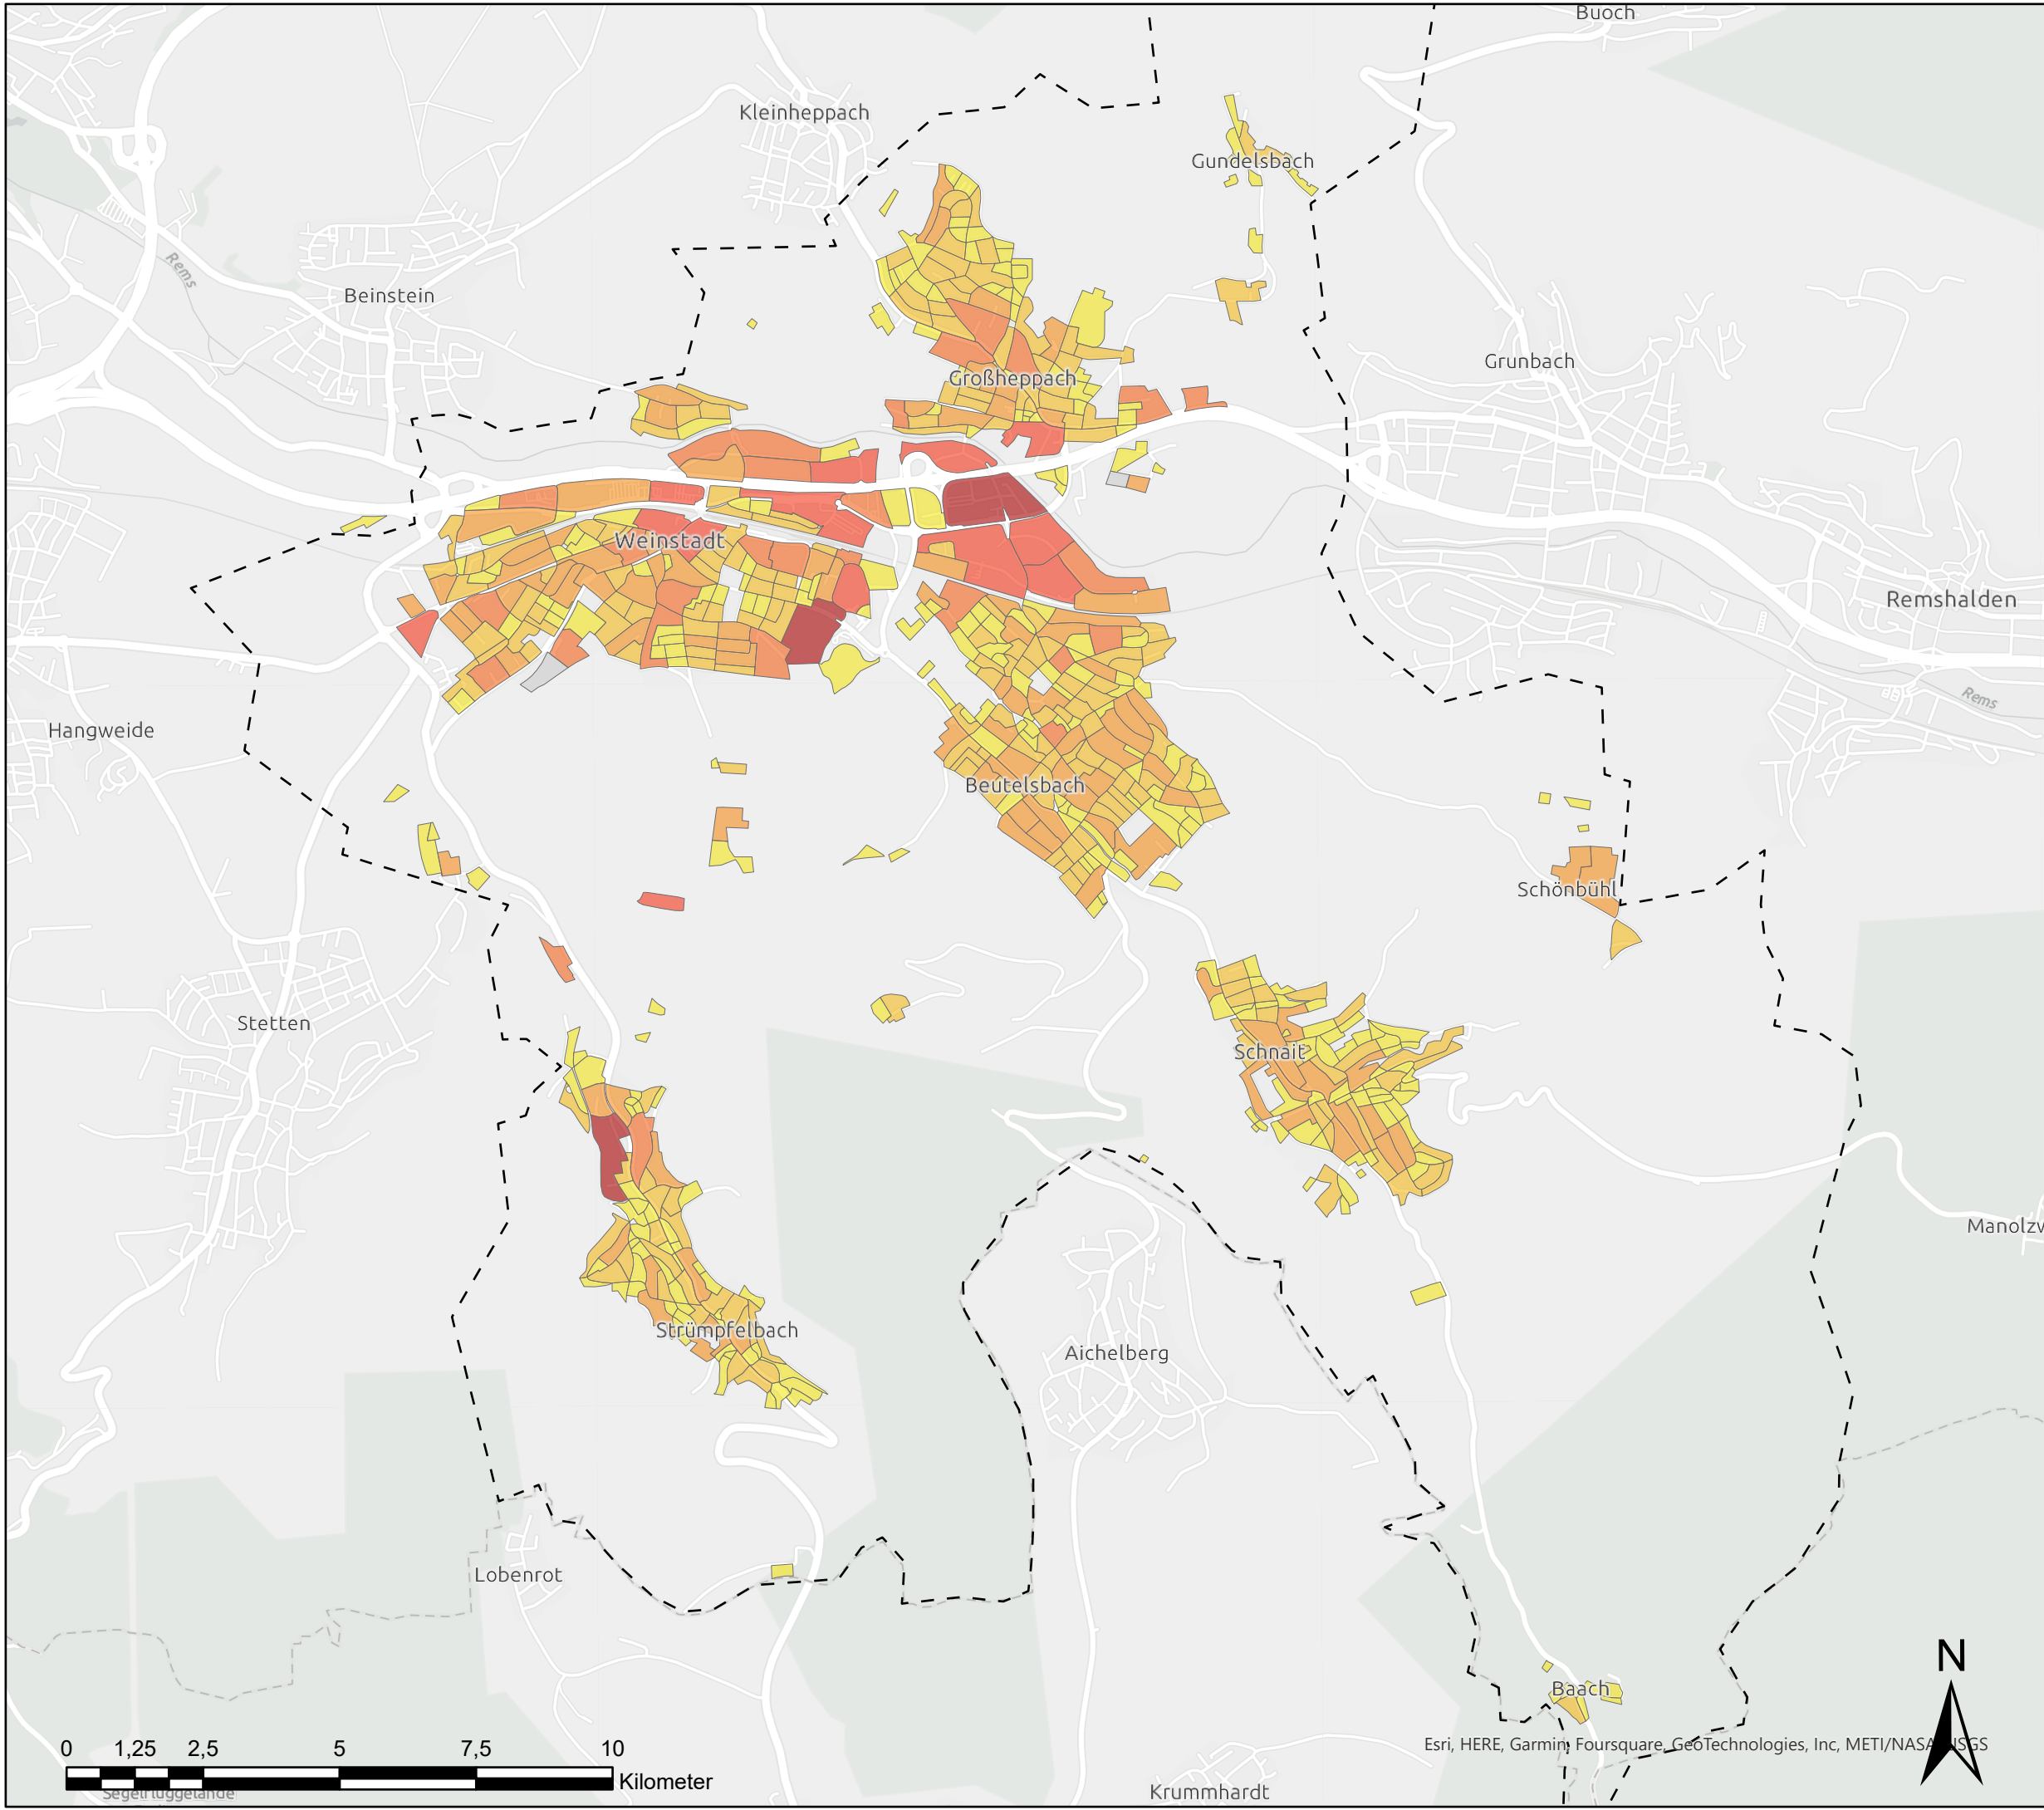 Buoch
Kleinheppach
Gundelsbach
Rems
Beinstein
Grunbach
Großheppach
Weinstadt
Remshalden
Rems
Hangweide
Beutelsbach
Schönbühl
Stetten
Schnait
Manolzw
Strümpfelbach
Aichelberg
Lobenrot
N
Baach
Esri, HERE, Garmin, Foursquare, GeoTechnologies, Inc, METI/NASA, USGS
0 1,25 2,5 5 7,5 10
Kilometer
Segelfluggelände
Krummhardt